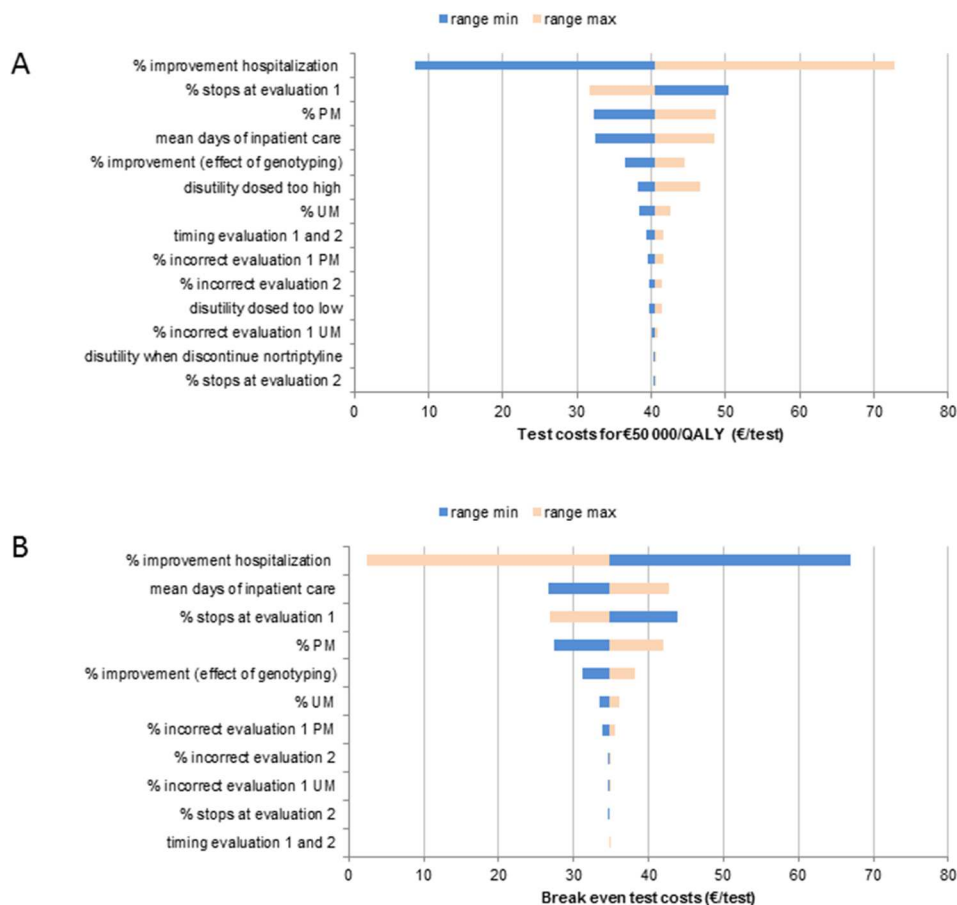 range min range max
A
% improvement hospitalization
% stops at evaluation 1
% PM
mean days of inpatient care
% improvement (effect of genotyping)
disutility dosed too high
% UM
timing evaluation 1 and 2
% incorrect evaluation 1 PM
% incorrect evaluation 2
disutility dosed too low
% incorrect evaluation 1 UM
disutility when discontinue nortriptyline
% stops at evaluation 2
0 10 20 30 40 50 60 70 80
Test costs for €50 000/QALY (€/test)
range min range max
B
% improvement hospitalization
mean days of inpatient care
% stops at evaluation 1
% PM
% improvement (effect of genotyping)
% UM
% incorrect evaluation 1 PM
% incorrect evaluation 2
% incorrect evaluation 1 UM
% stops at evaluation 2
timing evaluation 1 and 2
0 10 20 30 40 50 60 70 80
Break even test costs (€/test)